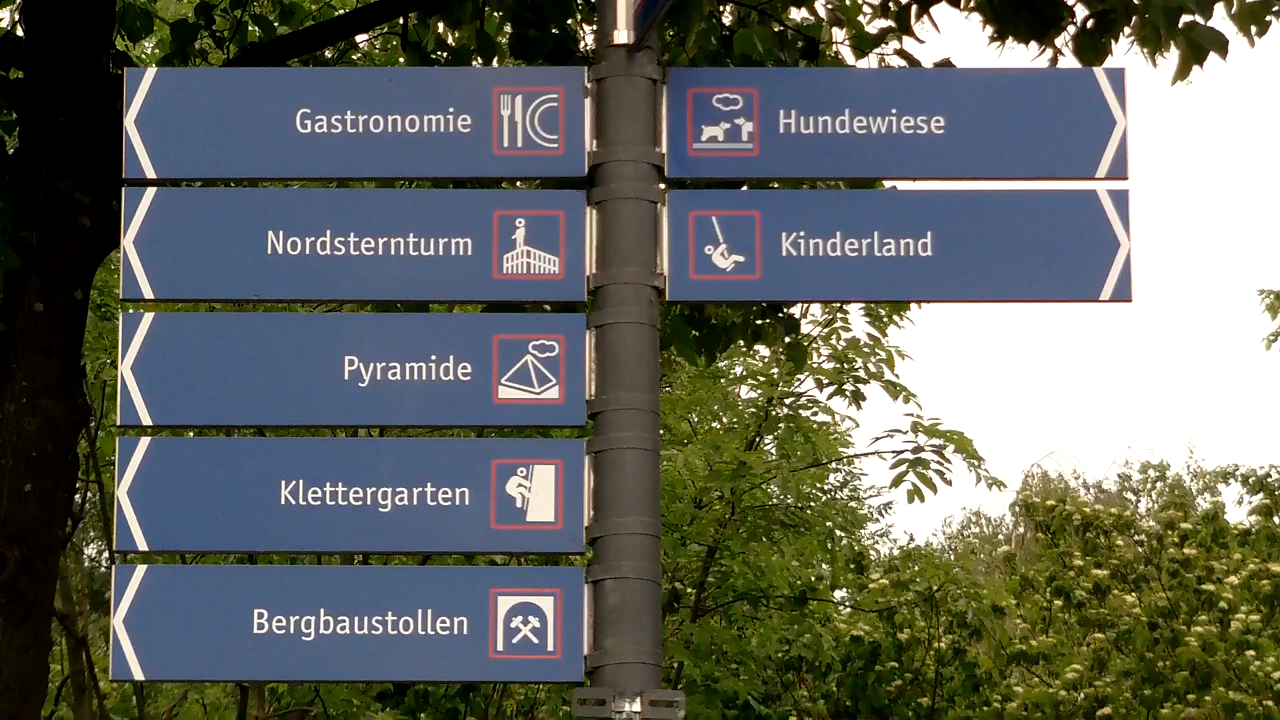 Gastronomie
Nordsternturm
Pyramide
Klettergarten
Bergbaustollen
Hundewiese
Kinderland